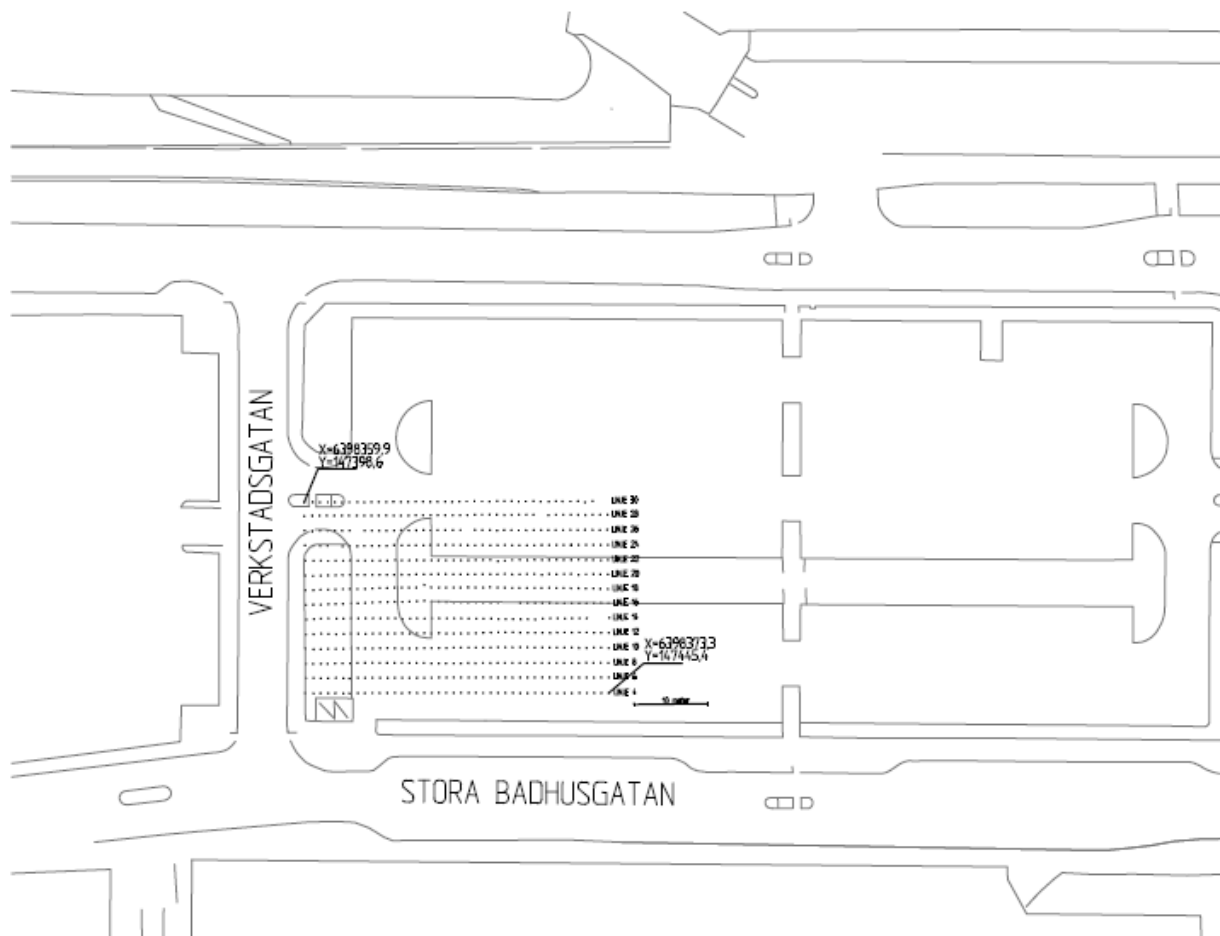 VERKSTADSGATAN
X=6398359,9
Y=147398,6
LINE 30
LINE 28
LINE 26
LINE 24
LINE 22
LINE 20
LINE 18
LINE 16
LINE 14
LINE 12
LINE 10
LINE 8
LINE 6
LINE 4
X=6398373,3
Y=147445,4
10 meter
STORA BADHUSGATAN